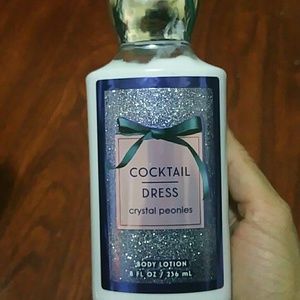 COCKTAIL
DRESS
crystal peonies
BODY LOTION
8 FL OZ / 236 mL